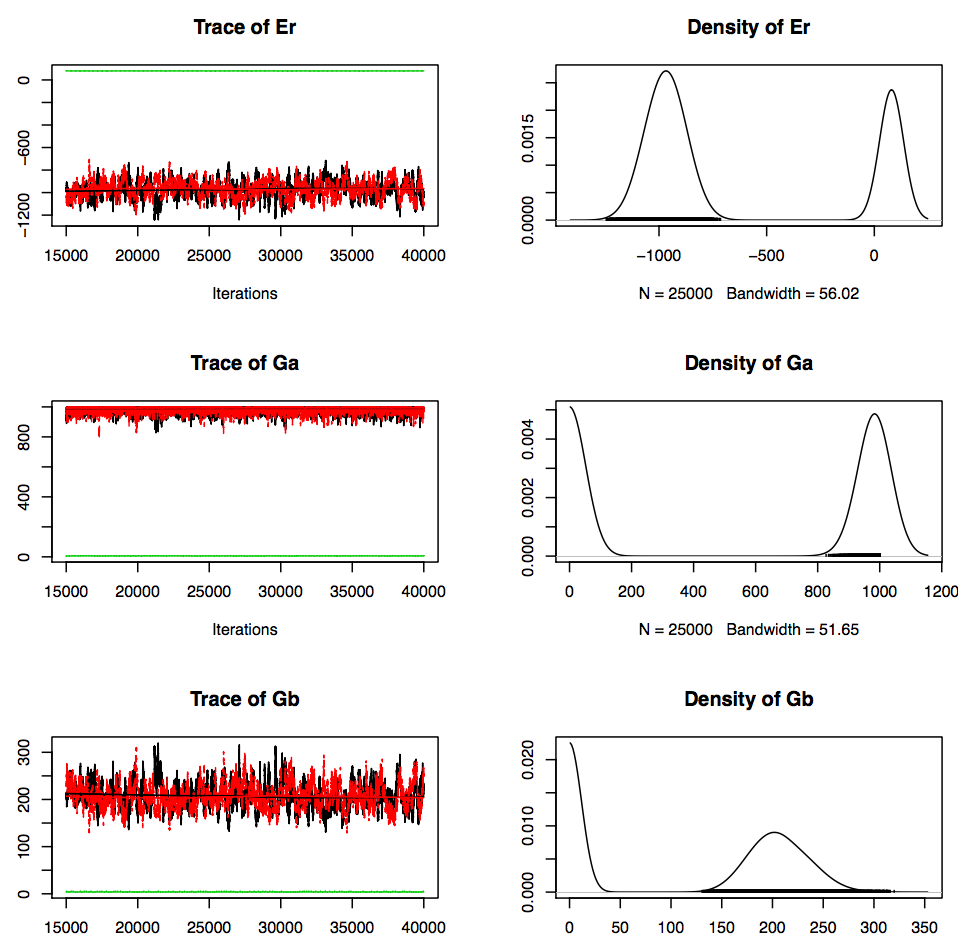 Trace of Er
0
−600
−1200
15000 20000 25000 30000 35000 40000
Iterations
Density of Er
0.0015
0.0000
−1000 −500 0
N = 25000 Bandwidth = 56.02
Trace of Ga
800
400
0
15000 20000 25000 30000 35000 40000
Iterations
Density of Ga
0.004
0.002
0.000
0 200 400 600 800 1000 1200
N = 25000 Bandwidth = 51.65
Trace of Gb
300
200
100
0
15000 20000 25000 30000 35000 40000
Density of Gb
0.020
0.010
0.000
0 50 100 150 200 250 300 350